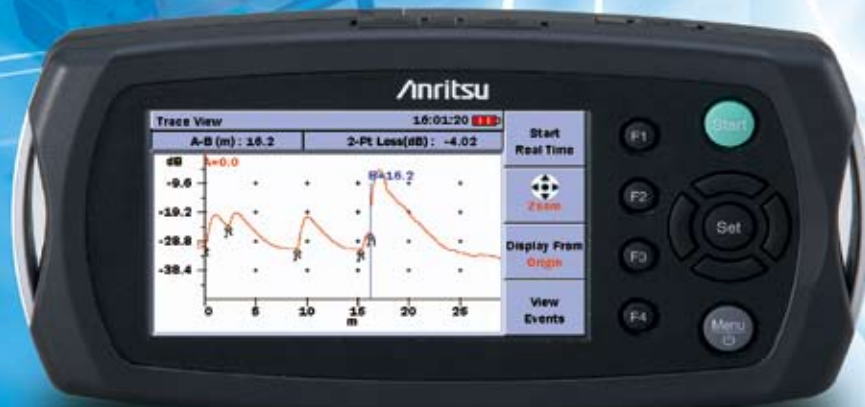 Anritsu
Trace View 16:01:20
A-B (m) : 16.2 2-Pt Loss(dB) : -4.02
dB A=0.0
B=16.2
-9.6
-19.2
-28.8
-38.4
0 5 10 15 20 25
m
Start
Real Time
Zoom
Display From
Origin
View
Events
F1
F2
F3
F4
Start
Set
Menu